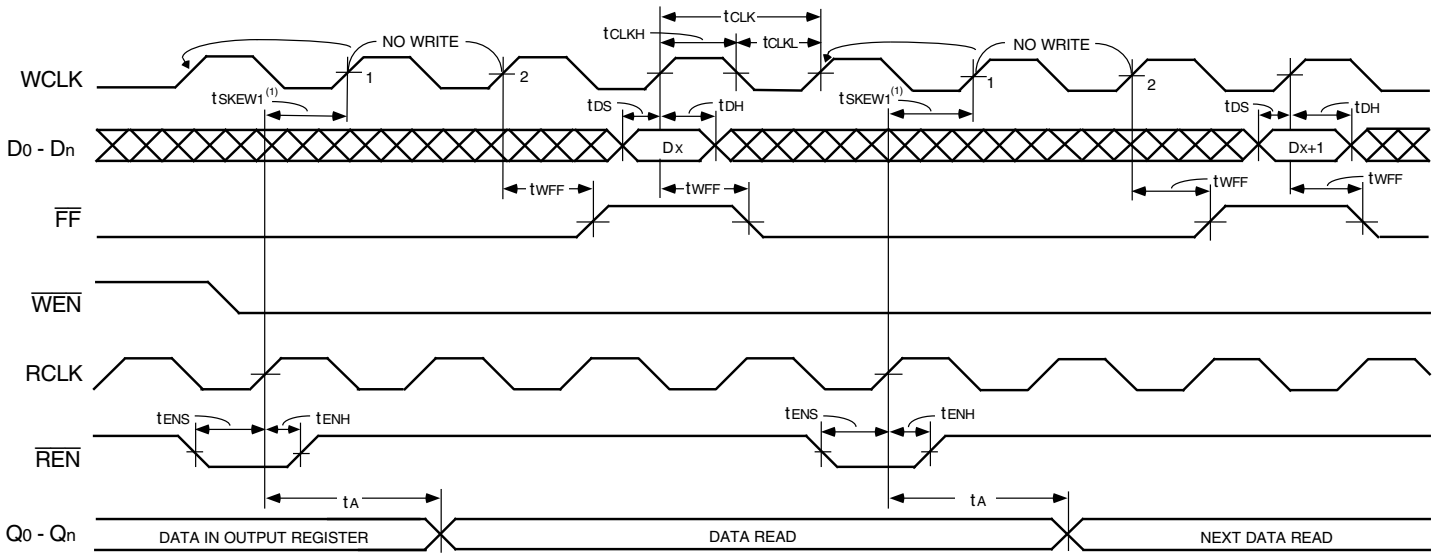 tCLK
NO WRITE
tCLKH
tCLKL
NO WRITE
WCLK
1
2
1
2
tSKEW1(1)
tDS
tDH
tSKEW1(1)
tDS
tDH
D0 - Dn
DX
DX+1
tWFF
tWFF
tWFF
tWFF
FF
WEN
RCLK
tENS
tENH
tENS
tENH
REN
tA
tA
Q0 - Qn
DATA IN OUTPUT REGISTER
DATA READ
NEXT DATA READ